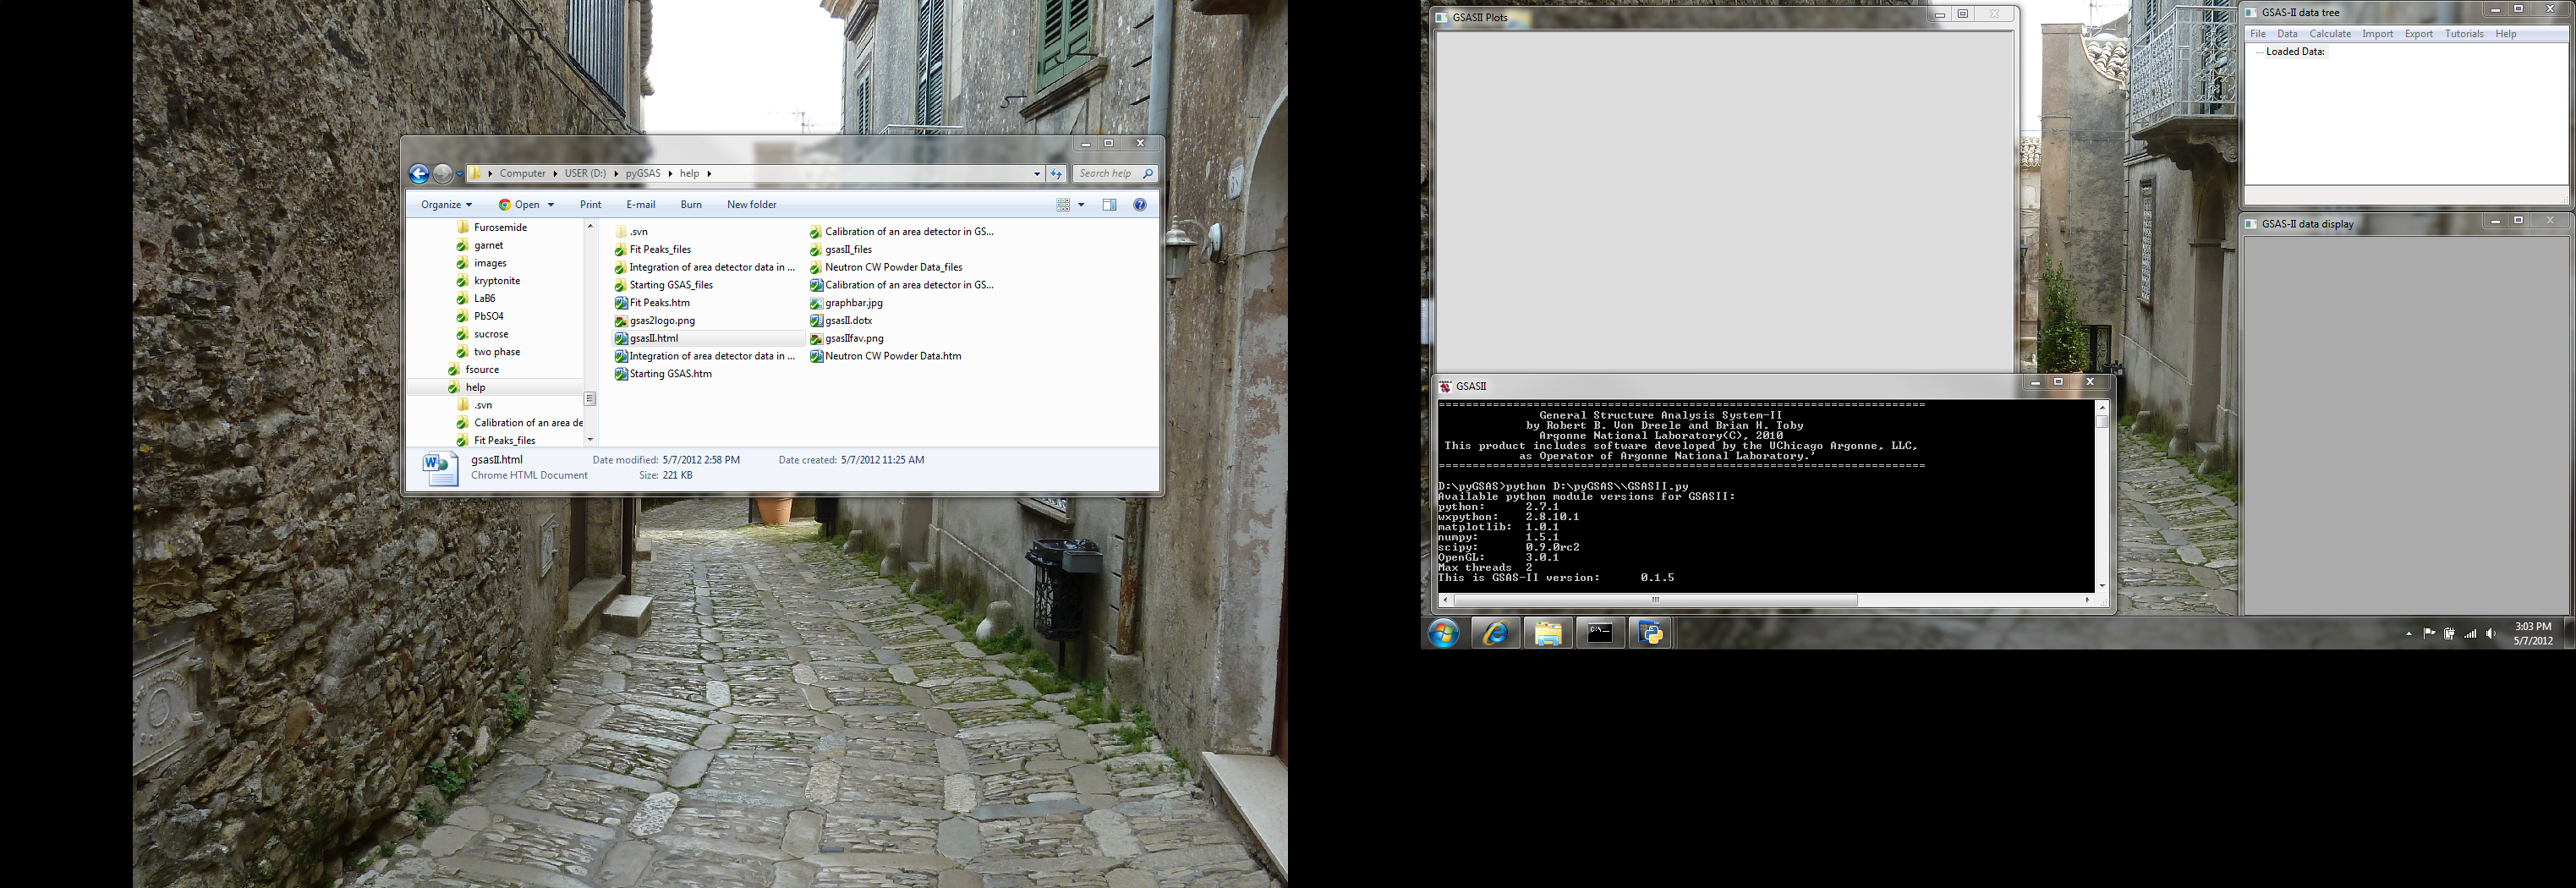 Computer
USER (D:)
pyGSAS
help
Search help
Organize
Open
Print
E-mail
Burn
New folder
Furosemide
garnet
images
kryptonite
LaB6
PbSO4
sucrose
two phase
fsource
help
.svn
Calibration of an area de
Fit Peaks_files
.svn
Fit Peaks_files
Integration of area detector data in ...
Starting GSAS_files
Fit Peaks.htm
gsas2logo.png
gsasII.html
Integration of area detector data in ...
Starting GSAS.htm
Calibration of an area detector in GS...
gsasII_files
Neutron CW Powder Data_files
Calibration of an area detector in GS...
graphbar.jpg
gsasII.dotx
gsasIIfav.png
Neutron CW Powder Data.htm
gsasII.html
Date modified: 5/7/2012 2:58 PM
Date created: 5/7/2012 11:25 AM
Chrome HTML Document
Size: 221 KB
GSASII Plots
GSASII
General Structure Analysis System-II
by Robert B. Von Dreele and Brian H. Toby
Argonne National Laboratory(C), 2010
This product includes software developed by the UChicago Argonne, LLC,
as Operator of Argonne National Laboratory.'
D:\pyGSAS>python D:\pyGSAS\\GSASII.py
Available python module versions for GSASII:
python: 2.7.1
wxpython: 2.8.10.1
matplotlib: 1.0.1
numpy: 1.5.1
scipy: 0.9.0rc2
OpenGL: 3.0.1
Max threads 2
This is GSAS-II version: 0.1.5
GSAS-II data tree
File Data Calculate Import Export Tutorials Help
Loaded Data:
GSAS-II data display
3:03 PM
5/7/2012